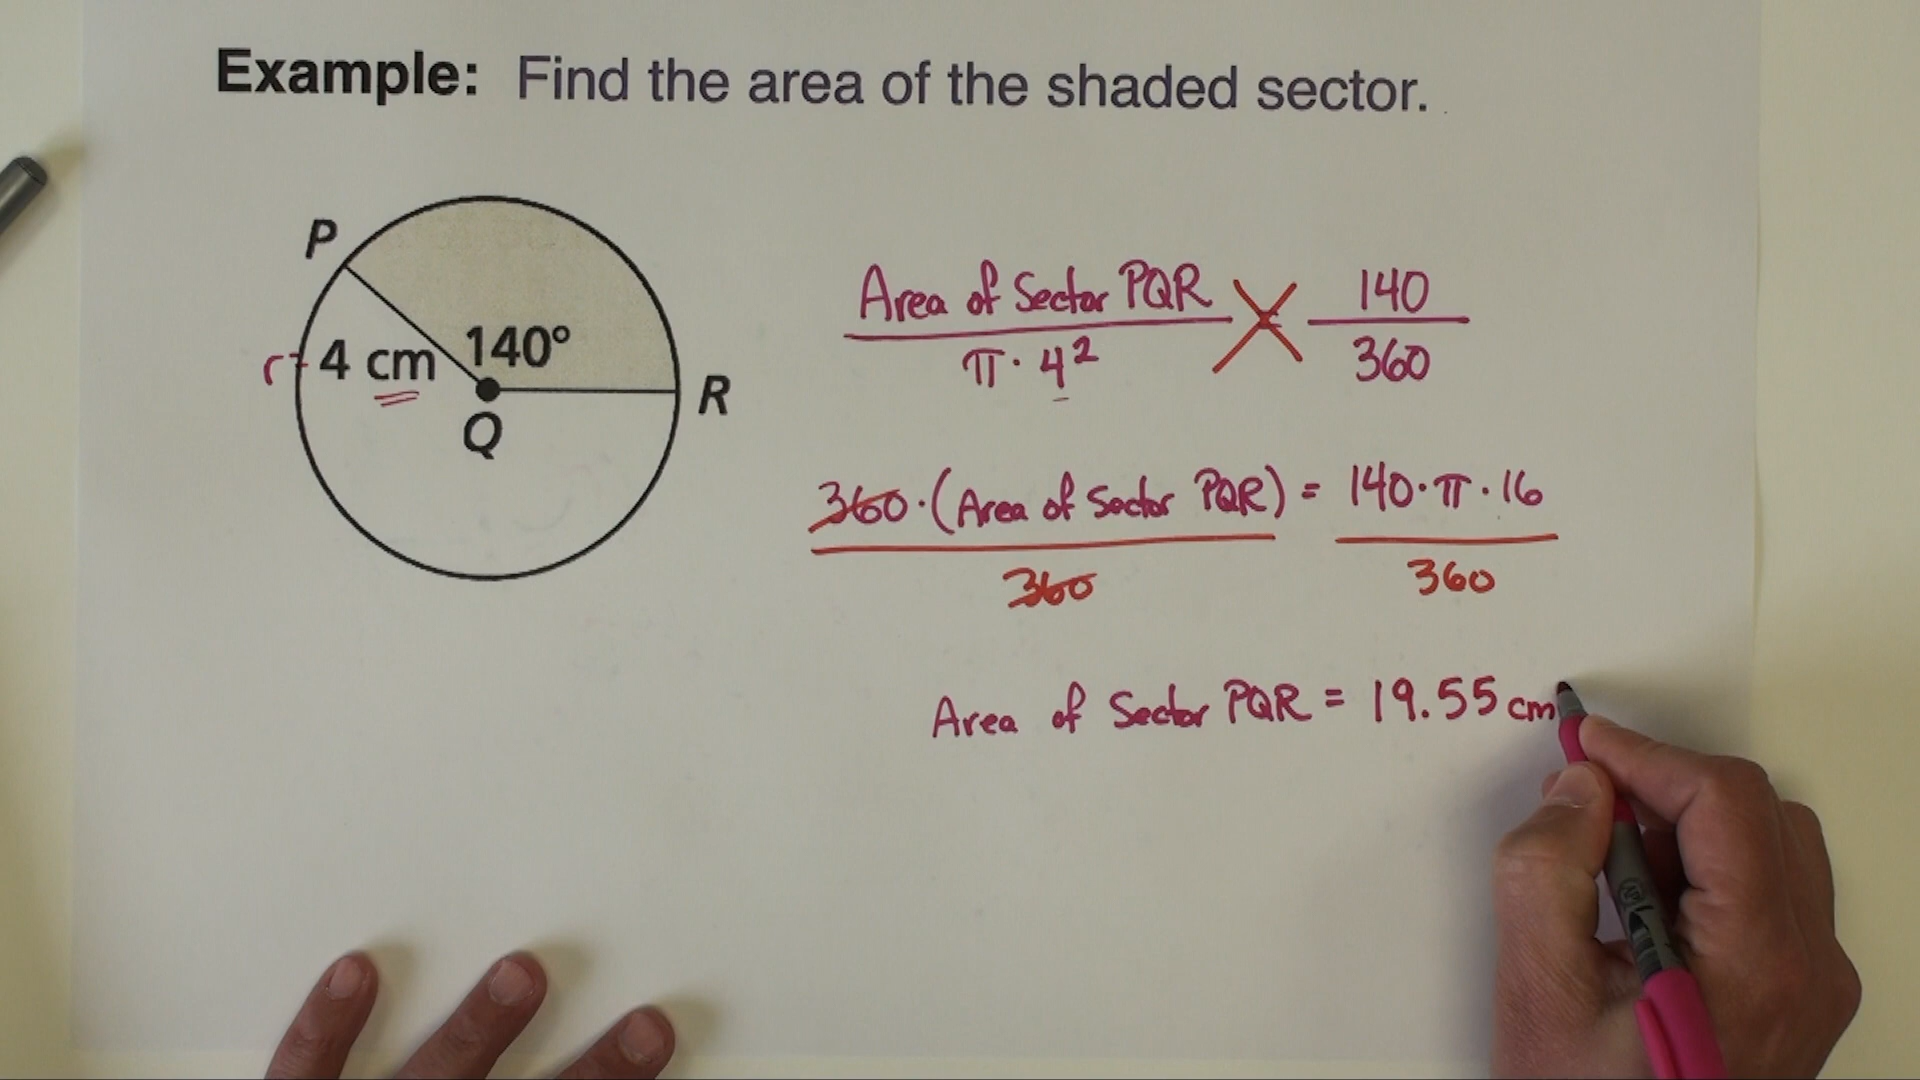 Example: Find the area of the shaded sector.
P
r = 4 cm 140°
Q
R
Area of Sector PQR = 140
π · 4² 360
360 · (Area of Sector PQR) = 140 · π · 16
360 360
Area of Sector PQR = 19.55 cm